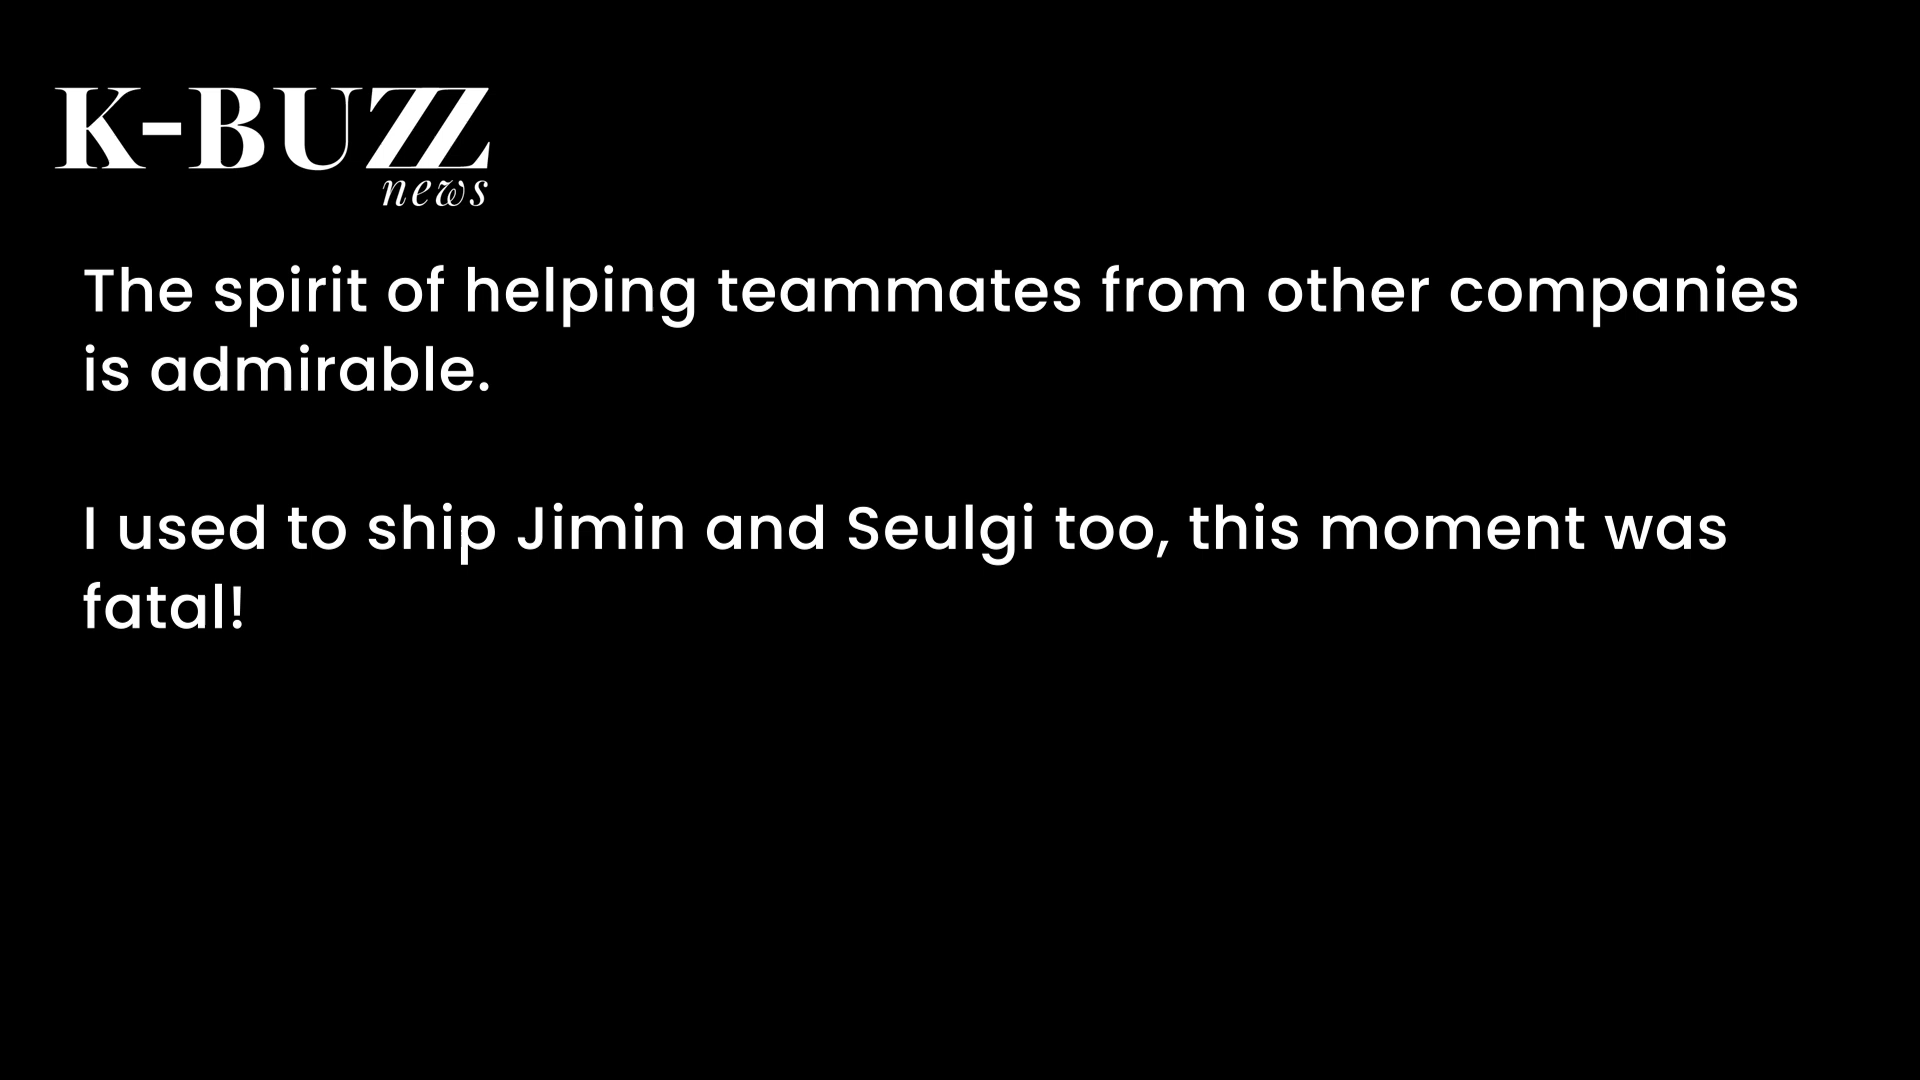 K-BUZZ
news
The spirit of helping teammates from other companies
is admirable.
I used to ship Jimin and Seulgi too, this moment was
fatal!